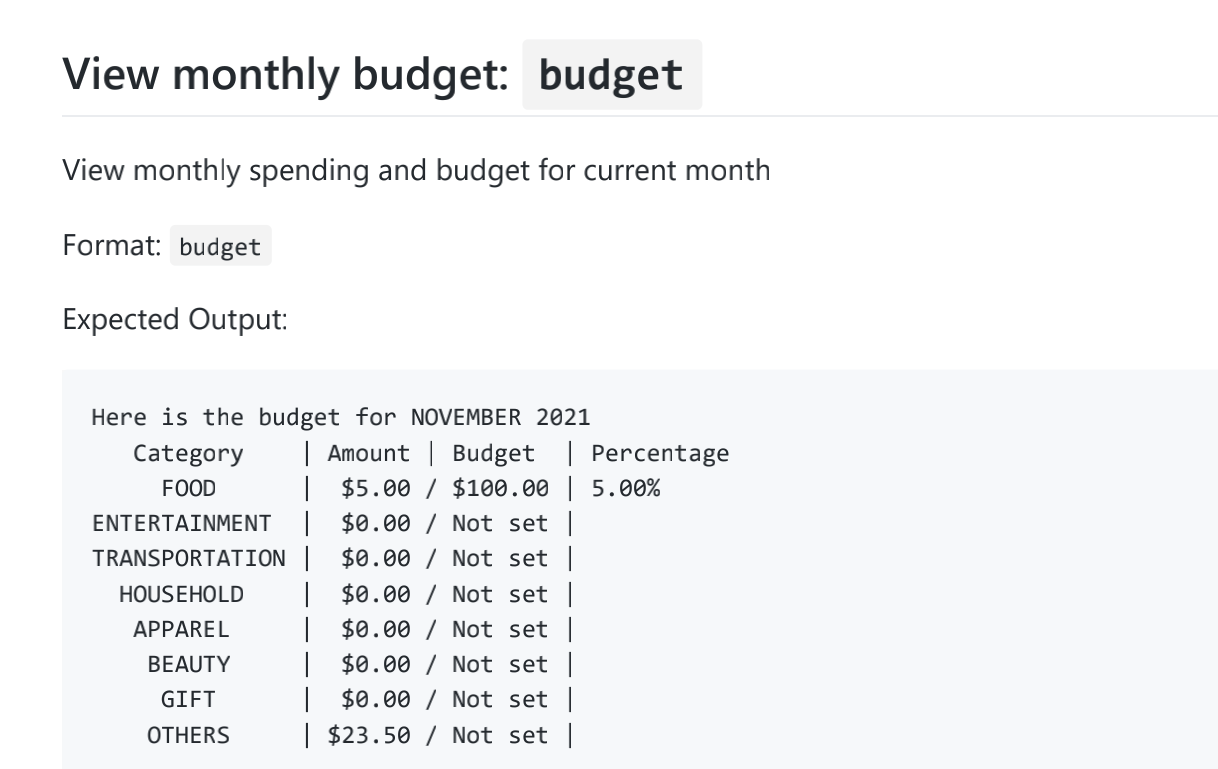 View monthly budget: budget
View monthly spending and budget for current month
Format: budget
Expected Output:
Here is the budget for NOVEMBER 2021
   Category    | Amount | Budget  | Percentage
     FOOD      |  $5.00 / $100.00 | 5.00%
ENTERTAINMENT  |  $0.00 / Not set |
TRANSPORTATION |  $0.00 / Not set |
  HOUSEHOLD    |  $0.00 / Not set |
   APPAREL     |  $0.00 / Not set |
    BEAUTY     |  $0.00 / Not set |
     GIFT      |  $0.00 / Not set |
    OTHERS     | $23.50 / Not set |